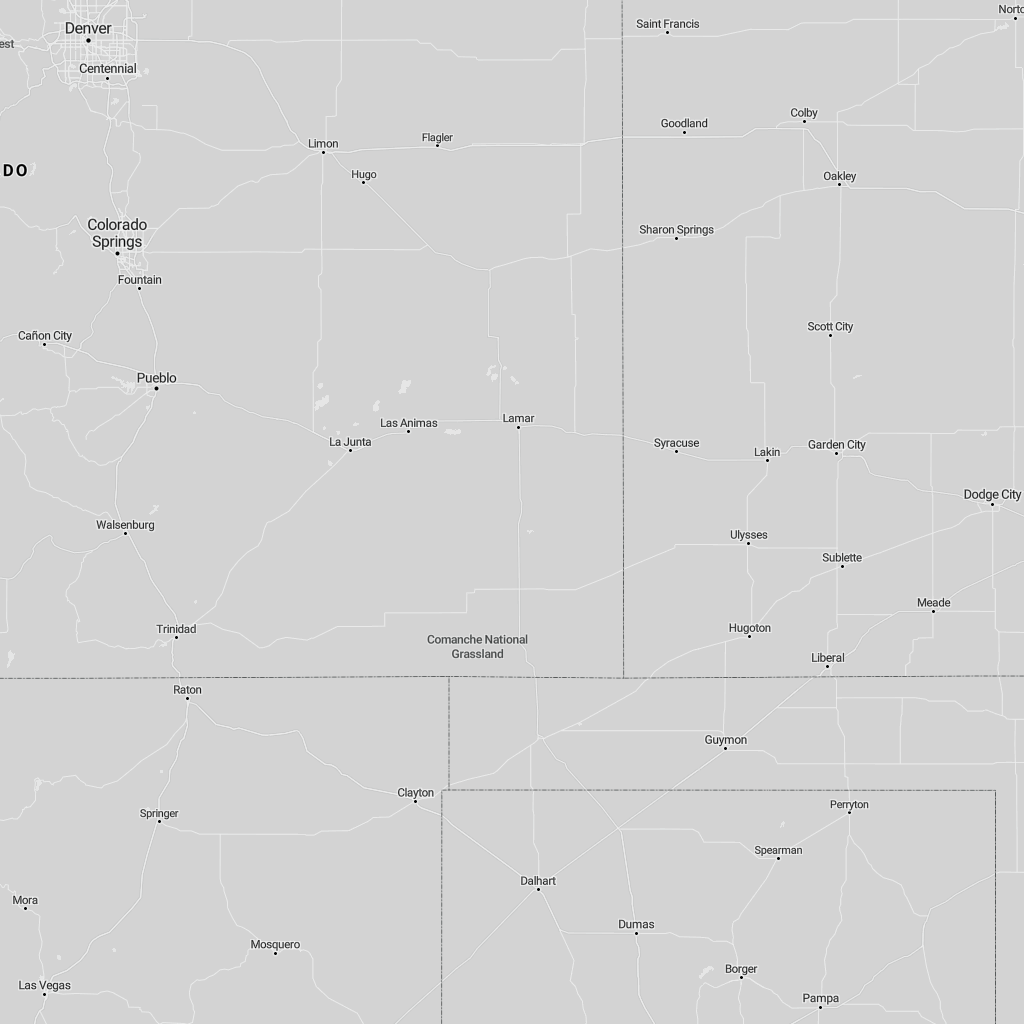 Saint Francis
Norto
Denver
est
Centennial
Colby
Goodland
Flagler
Limon
DO
Hugo
Oakley
Colorado
Springs
Sharon Springs
Fountain
Scott City
Cañon City
Pueblo
Las Animas
Lamar
La Junta
Syracuse
Lakin
Garden City
Dodge City
Walsenburg
Ulysses
Sublette
Meade
Trinidad
Hugoton
Comanche National
Grassland
Liberal
Raton
Guymon
Clayton
Perryton
Springer
Spearman
Dalhart
Mora
Dumas
Mosquero
Borger
Las Vegas
Pampa